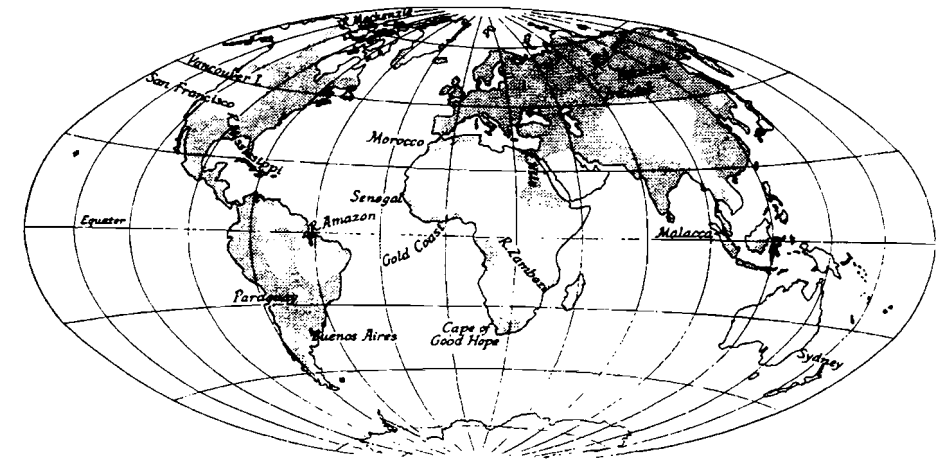 R. Mackenzie
Vancouver I.
San Francisco
R. Mississippi
Morocco
Senegal
Equator
R. Amazon
Gold Coast
R. Zambesi
Malacca
Paraguay
Buenos Aires
Cape of
Good Hope
Sydney